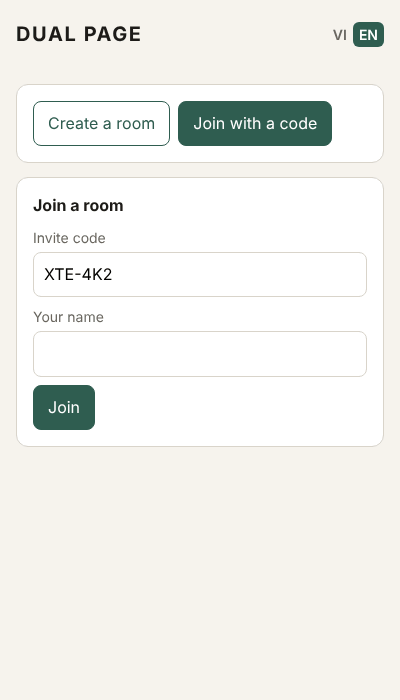 DUAL PAGE
VI EN
Create a room Join with a code
Join a room
Invite code
XTE-4K2
Your name
Join